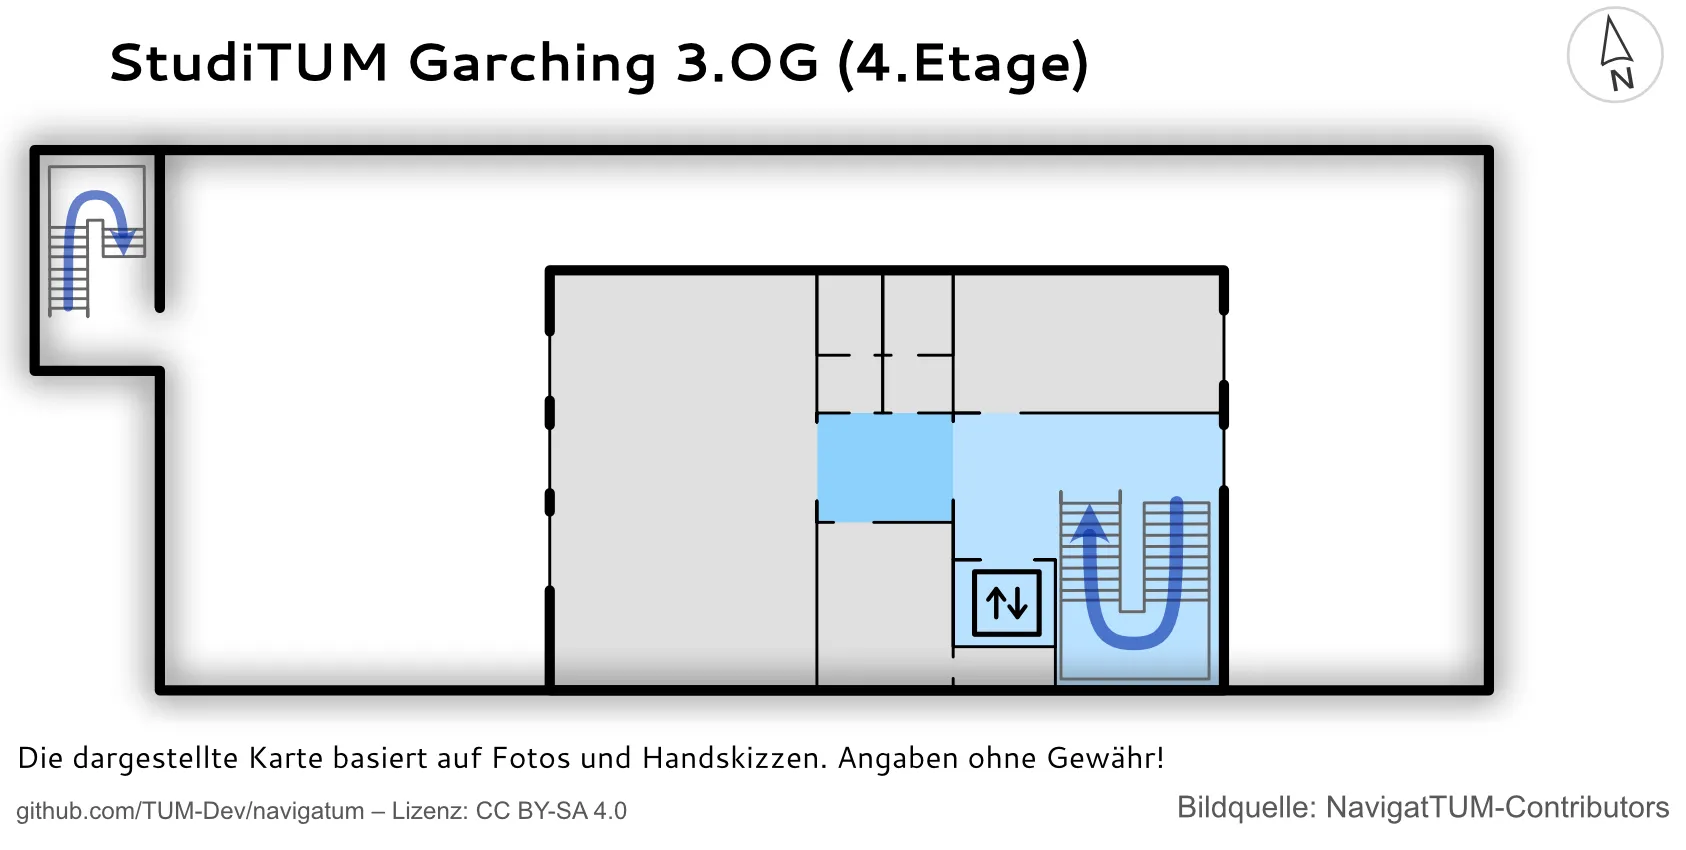 StudiTUM Garching 3.OG (4.Etage)
N
Die dargestellte Karte basiert auf Fotos und Handskizzen. Angaben ohne Gewähr!
github.com/TUM-Dev/navigatum – Lizenz: CC BY-SA 4.0
Bildquelle: NavigatTUM-Contributors